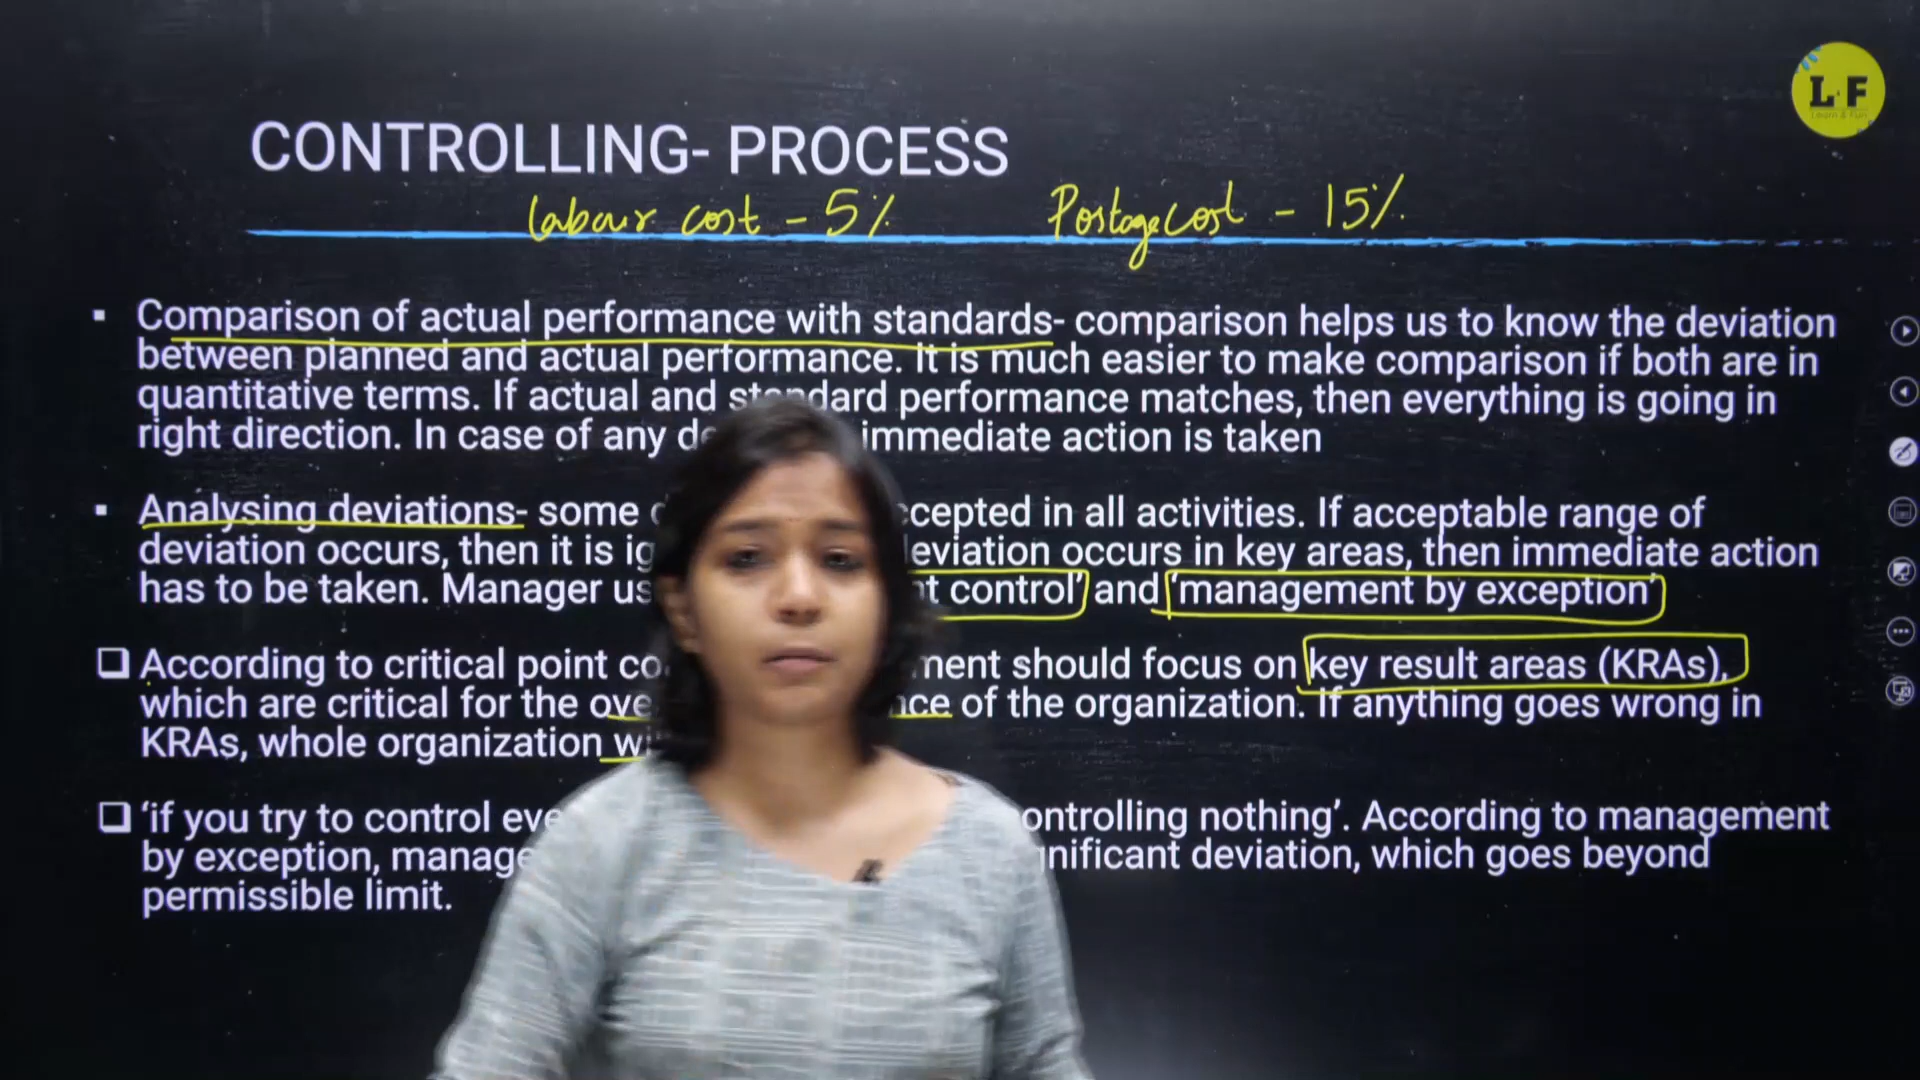 L&F
Learn & Fun
CONTROLLING- PROCESS
Labour cost - 5% Postage cost - 15%
▪ Comparison of actual performance with standards- comparison helps us to know the deviation
between planned and actual performance. It is much easier to make comparison if both are in
quantitative terms. If actual and standard performance matches, then everything is going in
right direction. In case of any immediate action is taken
▪ Analysing deviations- some in all activities. If acceptable range of
deviation occurs, then it is occurs in key areas, then immediate action
has to be taken. Manager control’ and ‘management by exception’
❑ According to critical point should focus on key result areas (KRAs),
which are critical for the of the organization. If anything goes wrong in
KRAs, whole organization
❑ ‘if you try to control nothing’. According to management
by exception, deviation, which goes beyond
permissible limit.